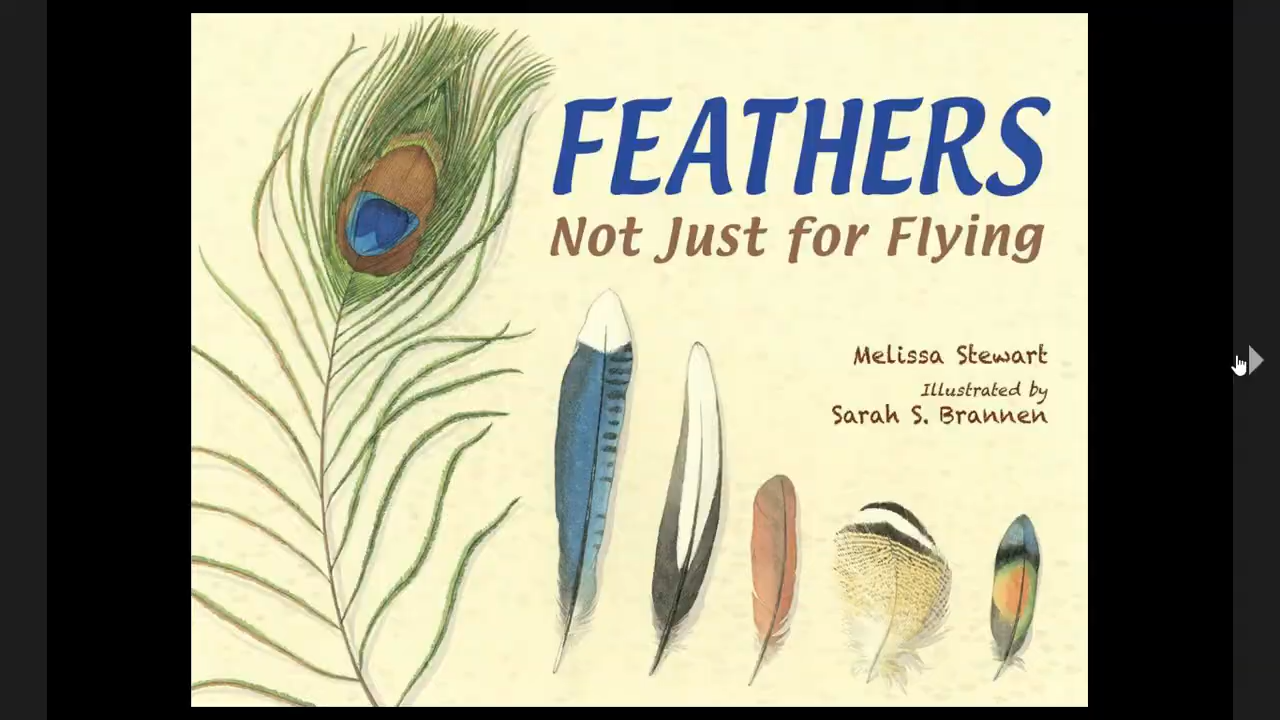 FEATHERS
Not Just for Flying
Melissa Stewart
Illustrated by
Sarah S. Brannen